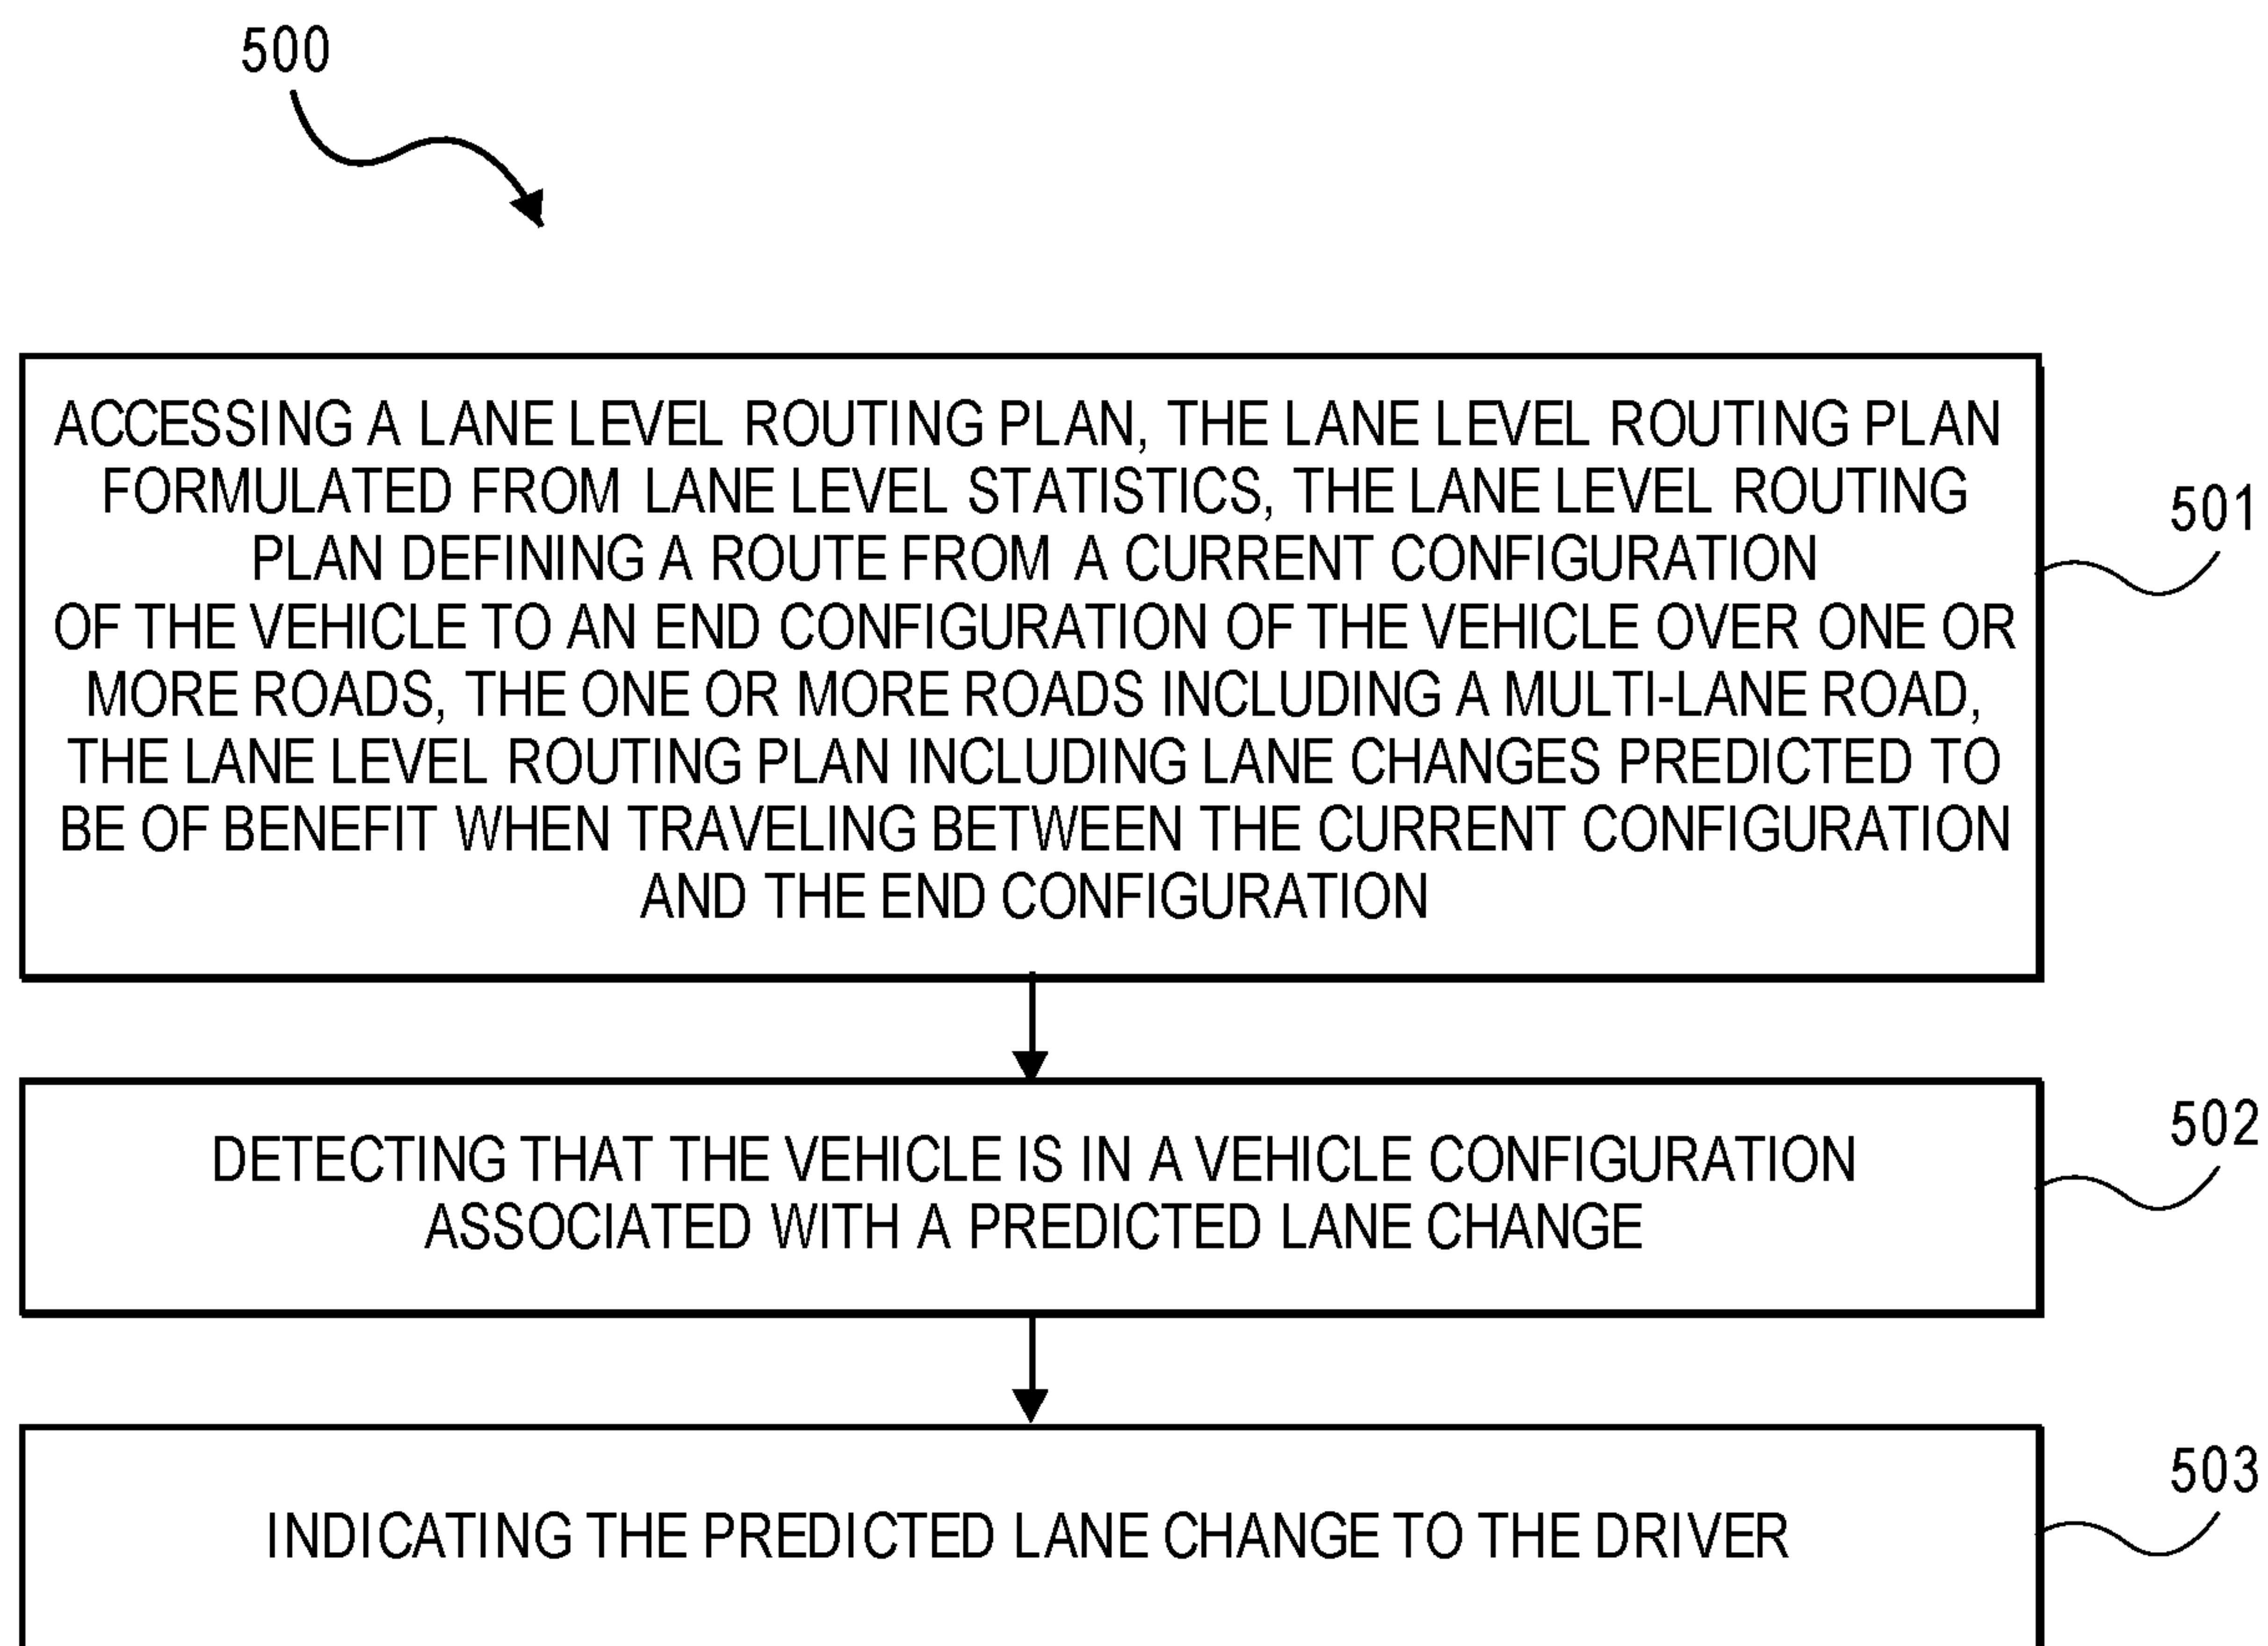 500
ACCESSING A LANE LEVEL ROUTING PLAN, THE LANE LEVEL ROUTING PLAN
FORMULATED FROM LANE LEVEL STATISTICS, THE LANE LEVEL ROUTING
PLAN DEFINING A ROUTE FROM A CURRENT CONFIGURATION
OF THE VEHICLE TO AN END CONFIGURATION OF THE VEHICLE OVER ONE OR
MORE ROADS, THE ONE OR MORE ROADS INCLUDING A MULTI-LANE ROAD,
THE LANE LEVEL ROUTING PLAN INCLUDING LANE CHANGES PREDICTED TO
BE OF BENEFIT WHEN TRAVELING BETWEEN THE CURRENT CONFIGURATION
AND THE END CONFIGURATION
501
DETECTING THAT THE VEHICLE IS IN A VEHICLE CONFIGURATION
ASSOCIATED WITH A PREDICTED LANE CHANGE
502
INDICATING THE PREDICTED LANE CHANGE TO THE DRIVER
503